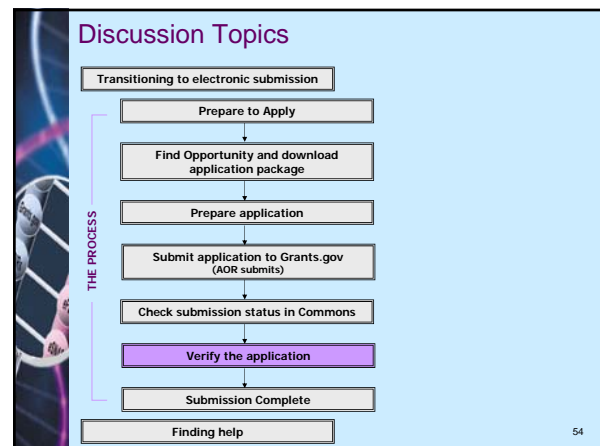 Discussion Topics
Transitioning to electronic submission
THE PROCESS
Prepare to Apply
Find Opportunity and download
application package
Prepare application
Submit application to Grants.gov
(AOR submits)
Check submission status in Commons
Verify the application
Submission Complete
Finding help
54